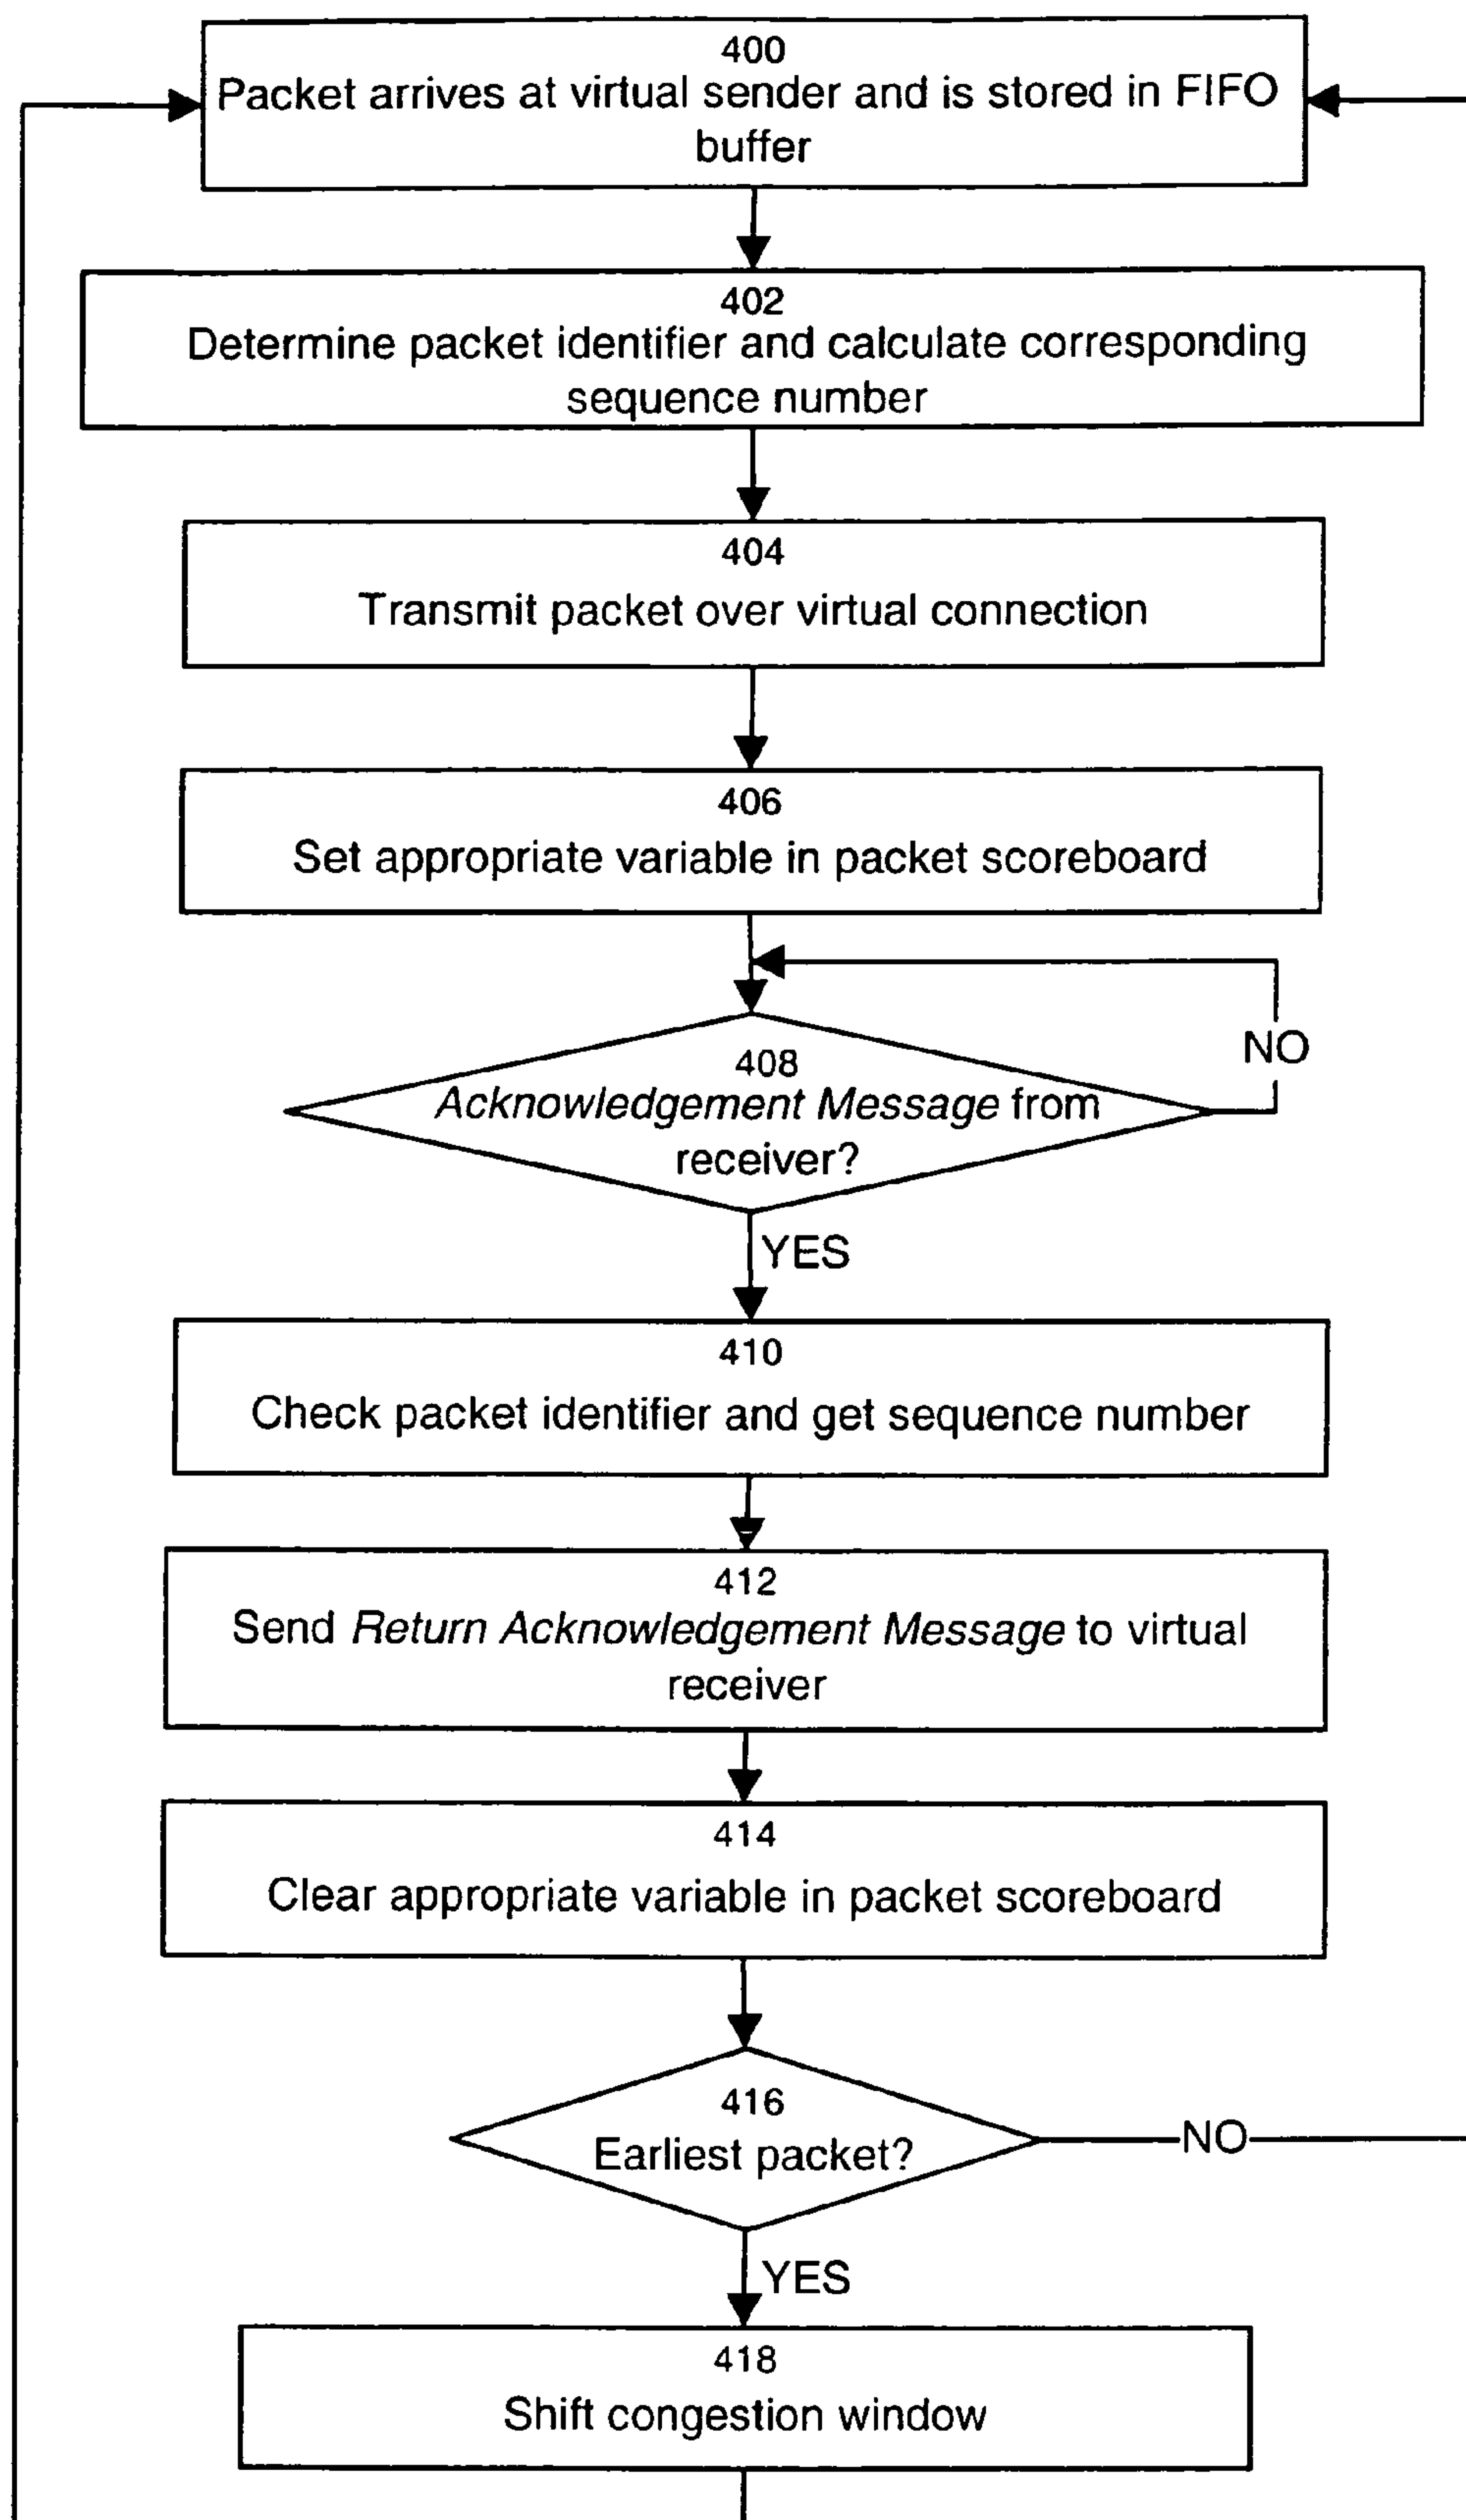 400
Packet arrives at virtual sender and is stored in FIFO
buffer
402
Determine packet identifier and calculate corresponding
sequence number
404
Transmit packet over virtual connection
406
Set appropriate variable in packet scoreboard
408
Acknowledgement Message from
receiver?
NO
YES
410
Check packet identifier and get sequence number
412
Send Return Acknowledgement Message to virtual
receiver
414
Clear appropriate variable in packet scoreboard
416
Earliest packet?
NO
YES
418
Shift congestion window